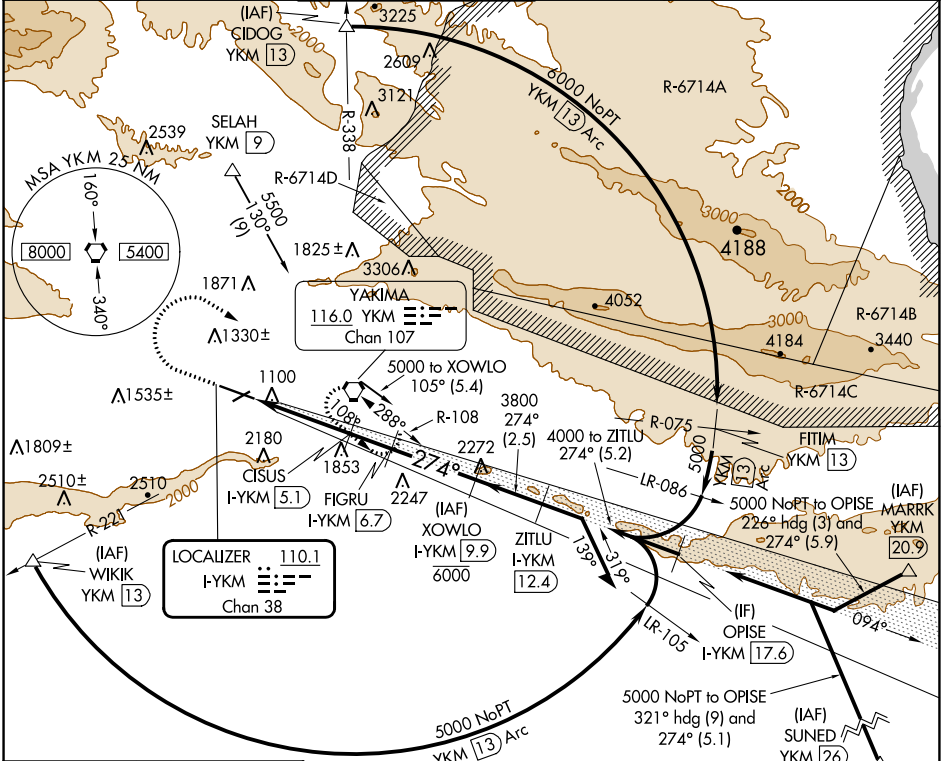 (IAF)
CIDOG
YKM 13
3225
2000
2609
6000 NoPT
YKM 13 Arc
R-6714A
3121
R-338
SELAH
YKM 9
2539
MSA YKM 25 NM
160°
8000
5400
340°
5500
130°
(9)
R-6714D
2000
3000
4188
1825 ±
3306
1871
YAKIMA
116.0 YKM
Chan 107
4052
3000
R-6714B
4184
3440
1330 ±
R-6714C
1535 ±
1100
5000 to XOWLO
105° (5.4)
288°
108°
R-108
3800
274°
(2.5)
4000 to ZITLU
274° (5.2)
R-075
5000
YKM 13 Arc
FITIM
YKM 13
LR-086
1809 ±
2180
1853
274°
2272
2510 ±
2510
2000
CISUS
I-YKM 5.1
2247
FIGRU
I-YKM 6.7
(IAF)
XOWLO
I-YKM 9.9
6000
ZITLU
I-YKM
12.4
139°
319°
5000 NoPT to OPISE
226° hdg (3) and
274° (5.9)
(IAF)
MARRK
YKM
20.9
R-221
(IAF)
WIKIK
YKM 13
LOCALIZER 110.1
I-YKM
Chan 38
LR-105
(IF)
OPISE
I-YKM 17.6
094°
5000 NoPT to OPISE
321° hdg (9) and
274° (5.1)
(IAF)
SUNED
YKM 26
5000 NoPT
YKM 13 Arc